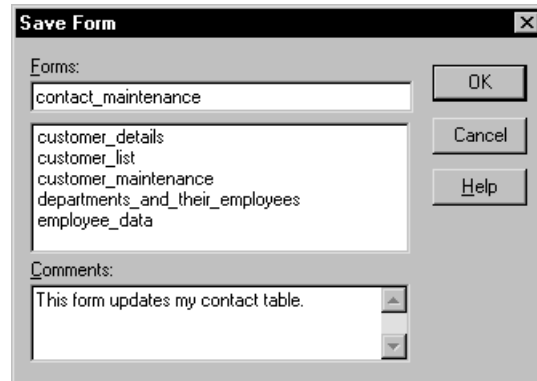 Save Form
Forms:
contact_maintenance
OK
customer_details
customer_list
customer_maintenance
departments_and_their_employees
employee_data
Cancel
Help
Comments:
This form updates my contact table.